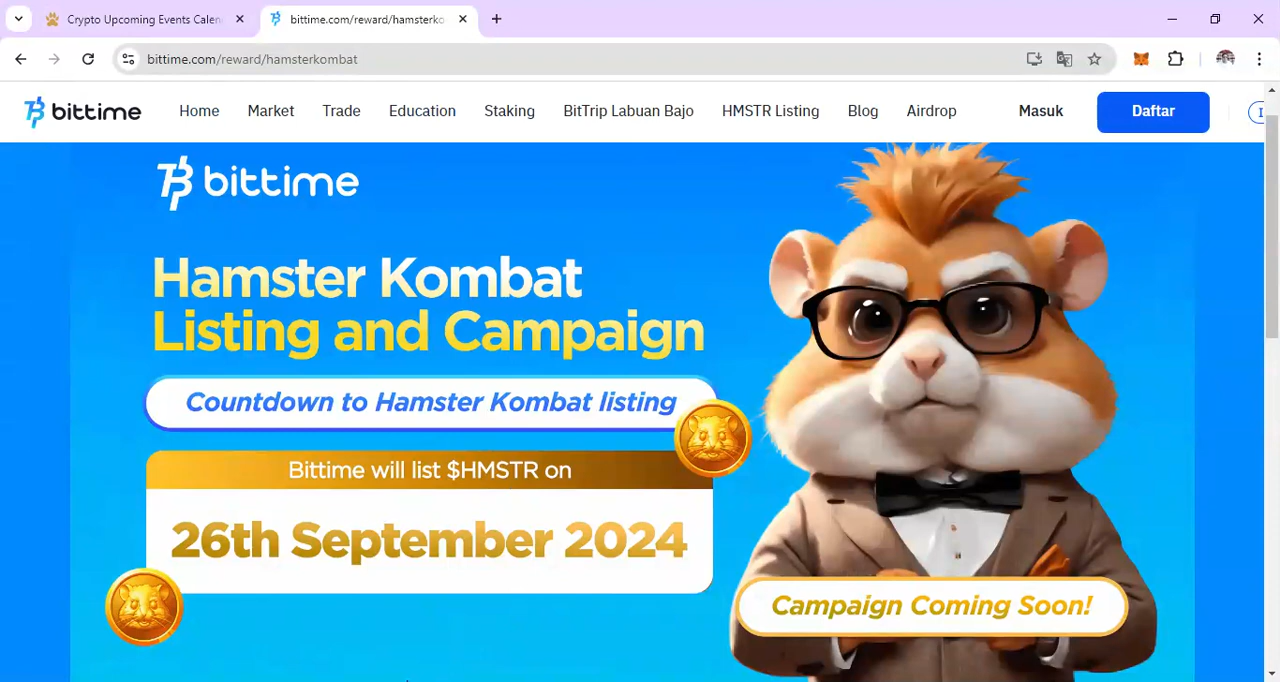 Crypto Upcoming Events Calen
bittime.com/reward/hamsterko
bittime.com/reward/hamsterkombat
bittime
Home
Market
Trade
Education
Staking
BitTrip Labuan Bajo
HMSTR Listing
Blog
Airdrop
Masuk
Daftar
I
bittime
Hamster Kombat
Listing and Campaign
Countdown to Hamster Kombat listing
Bittime will list $HMSTR on
26th September 2024
Campaign Coming Soon!